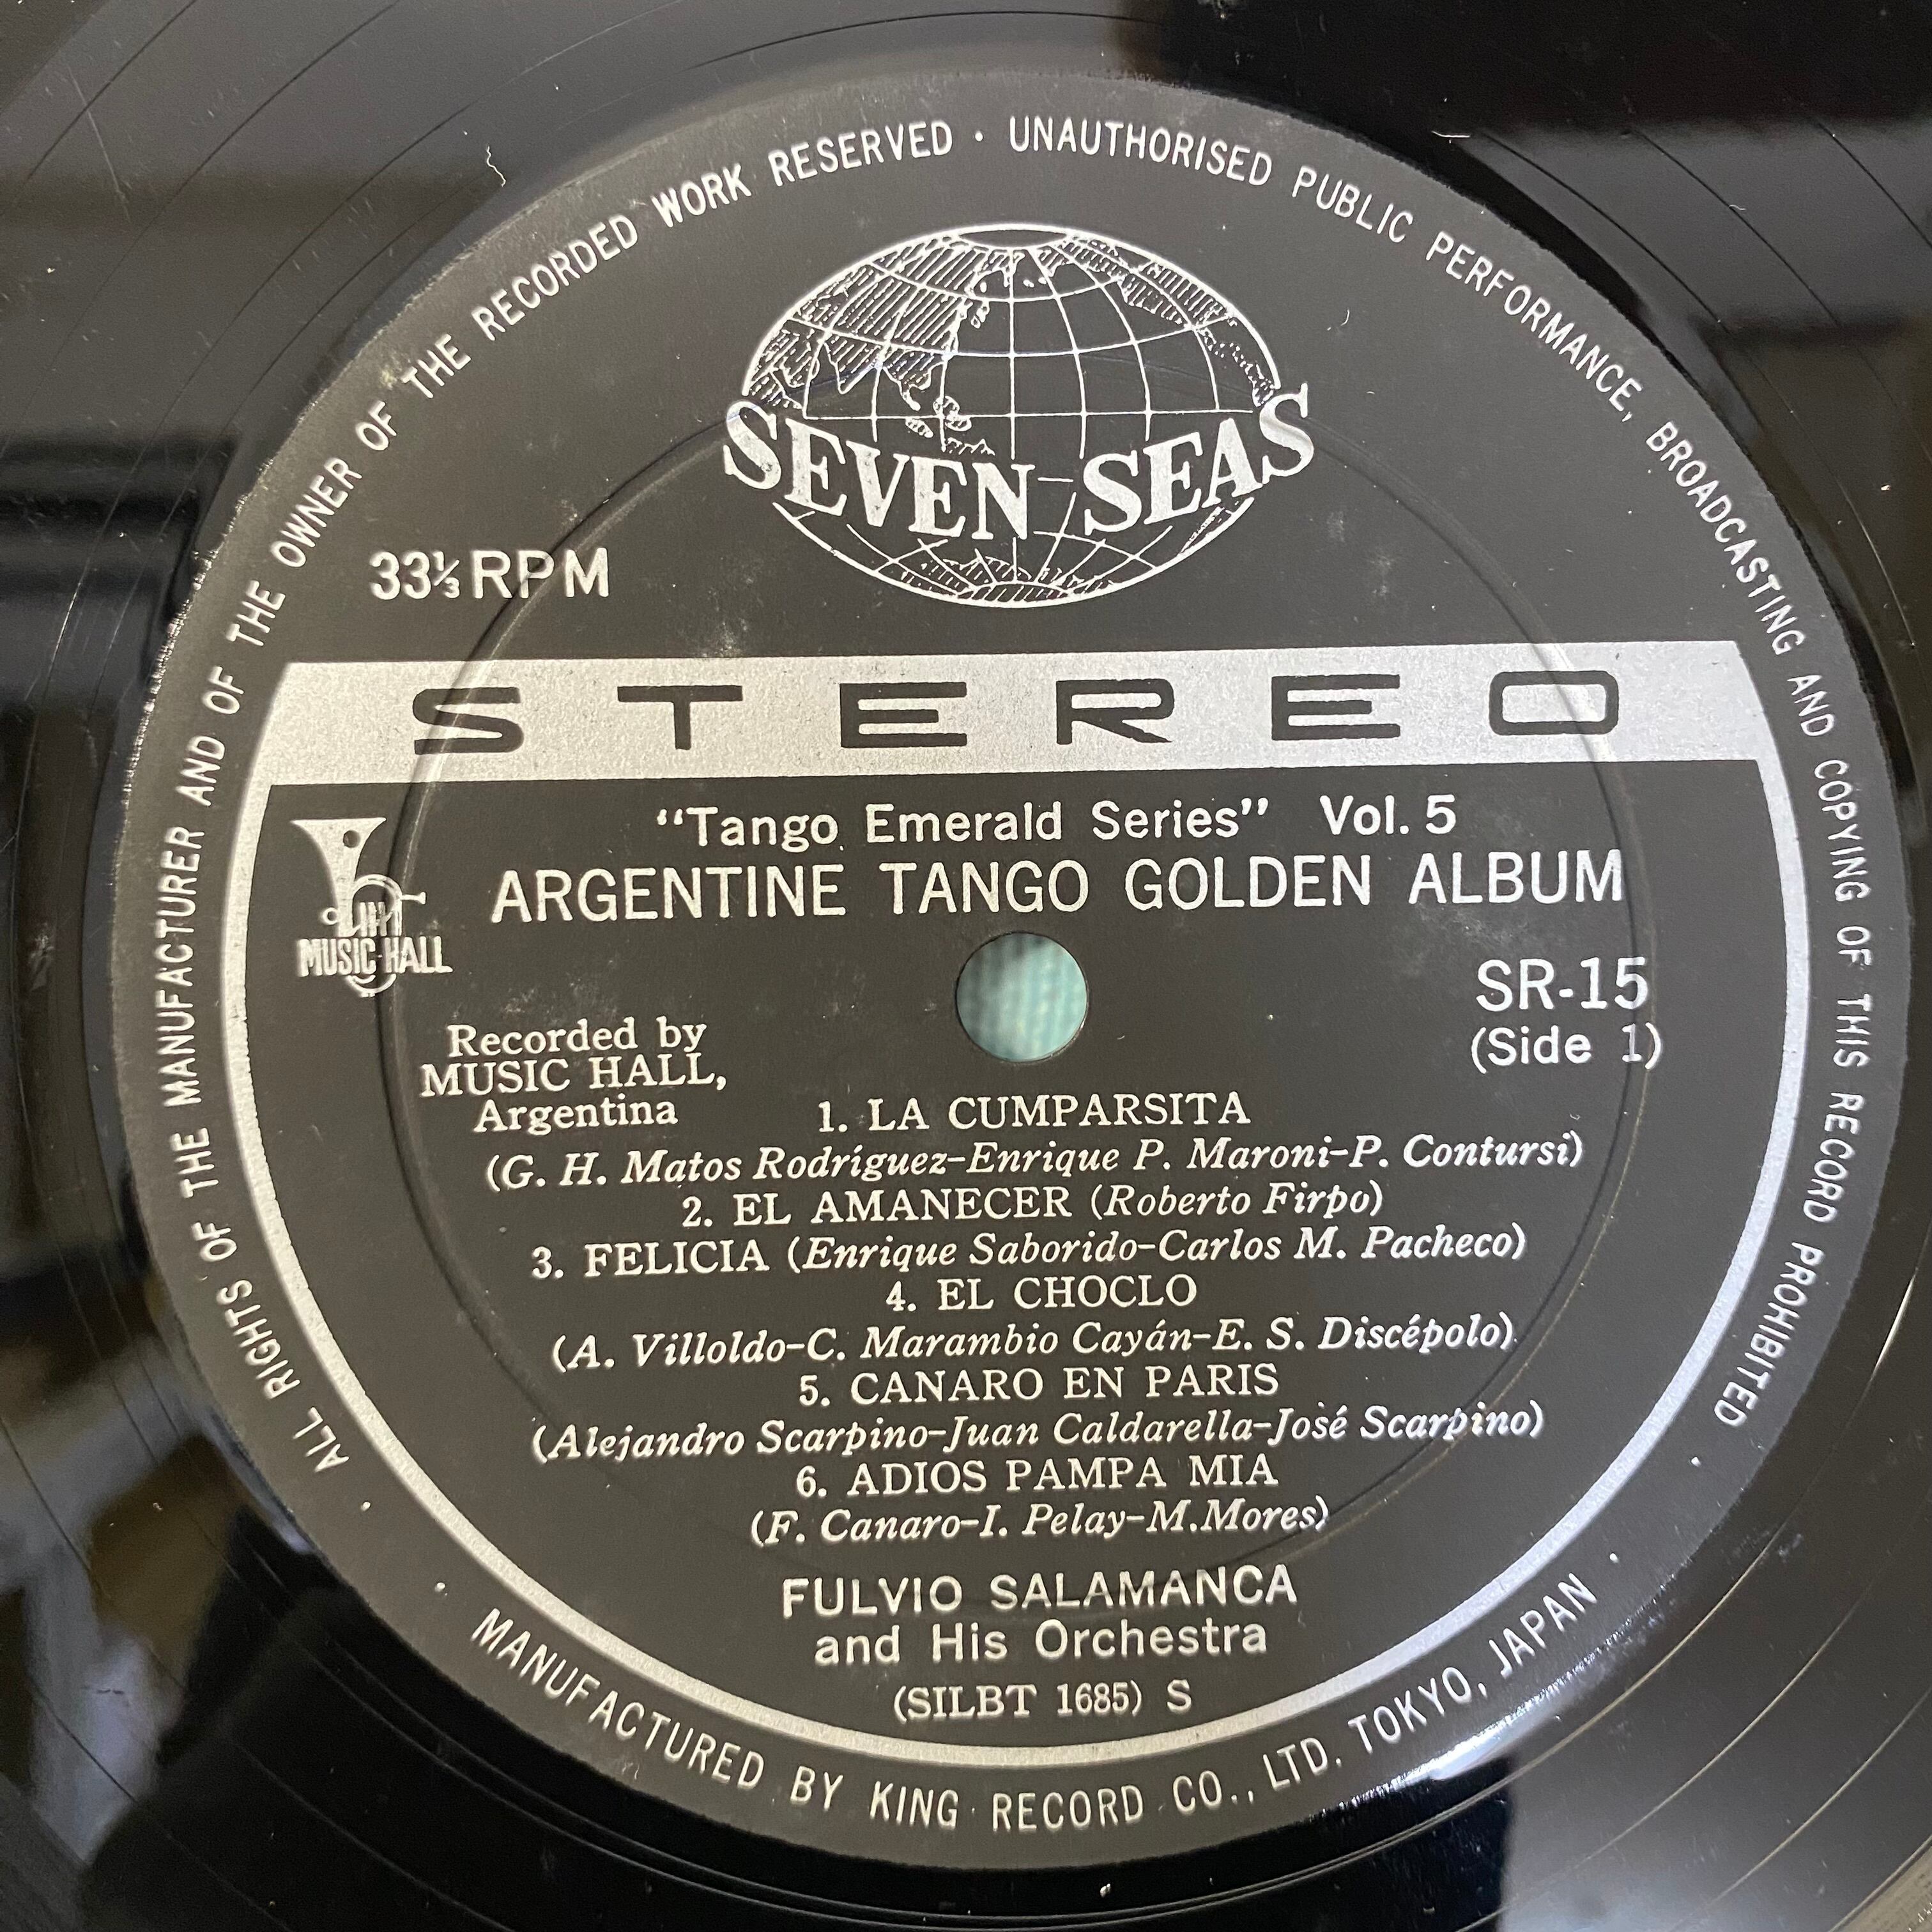 ALL RIGHTS OF THE MANUFACTURER AND OF THE OWNER OF THE RECORDED WORK RESERVED · UNAUTHORISED PUBLIC PERFORMANCE, BROADCASTING AND COPYING OF THIS RECORD PROHIBITED
SEVEN SEAS
33⅓ RPM
STEREO
"Tango Emerald Series" Vol. 5
ARGENTINE TANGO GOLDEN ALBUM
MH
MUSIC HALL
SR-15
(Side 1)
Recorded by
MUSIC HALL,
Argentina
1. LA CUMPARSITA
(G. H. Matos Rodríguez-Enrique P. Maroni-P. Contursi)
2. EL AMANECER (Roberto Firpo)
3. FELICIA (Enrique Saborido-Carlos M. Pacheco)
4. EL CHOCLO
(A. Villoldo-C. Marambio Cayán-E. S. Discépolo)
5. CANARO EN PARIS
(Alejandro Scarpino-Juan Caldarella-José Scarpino)
6. ADIOS PAMPA MIA
(F. Canaro-I. Pelay-M.Mores)
FULVIO SALAMANCA
and His Orchestra
(SILBT 1685) S
· MANUFACTURED BY KING RECORD CO., LTD. TOKYO, JAPAN ·